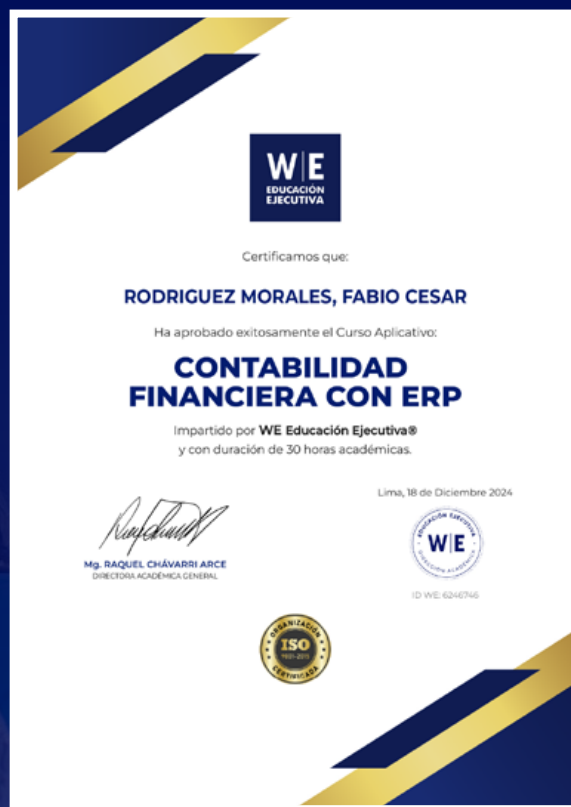 W|E
EDUCACIÓN
EJECUTIVA
Certificamos que:
RODRIGUEZ MORALES, FABIO CESAR
Ha aprobado exitosamente el Curso Aplicativo:
CONTABILIDAD
FINANCIERA CON ERP
Impartido por WE Educación Ejecutiva®
y con duración de 30 horas académicas.
Lima, 18 de Diciembre 2024
Mg. RAQUEL CHÁVARRI ARCE
DIRECTORA ACADÉMICA GENERAL
EDUCACIÓN EJECUTIVA
W|E
DIRECCIÓN ACADÉMICA
ID WE: 6246746
ORGANIZACIÓN
ISO
CERTIFICADA